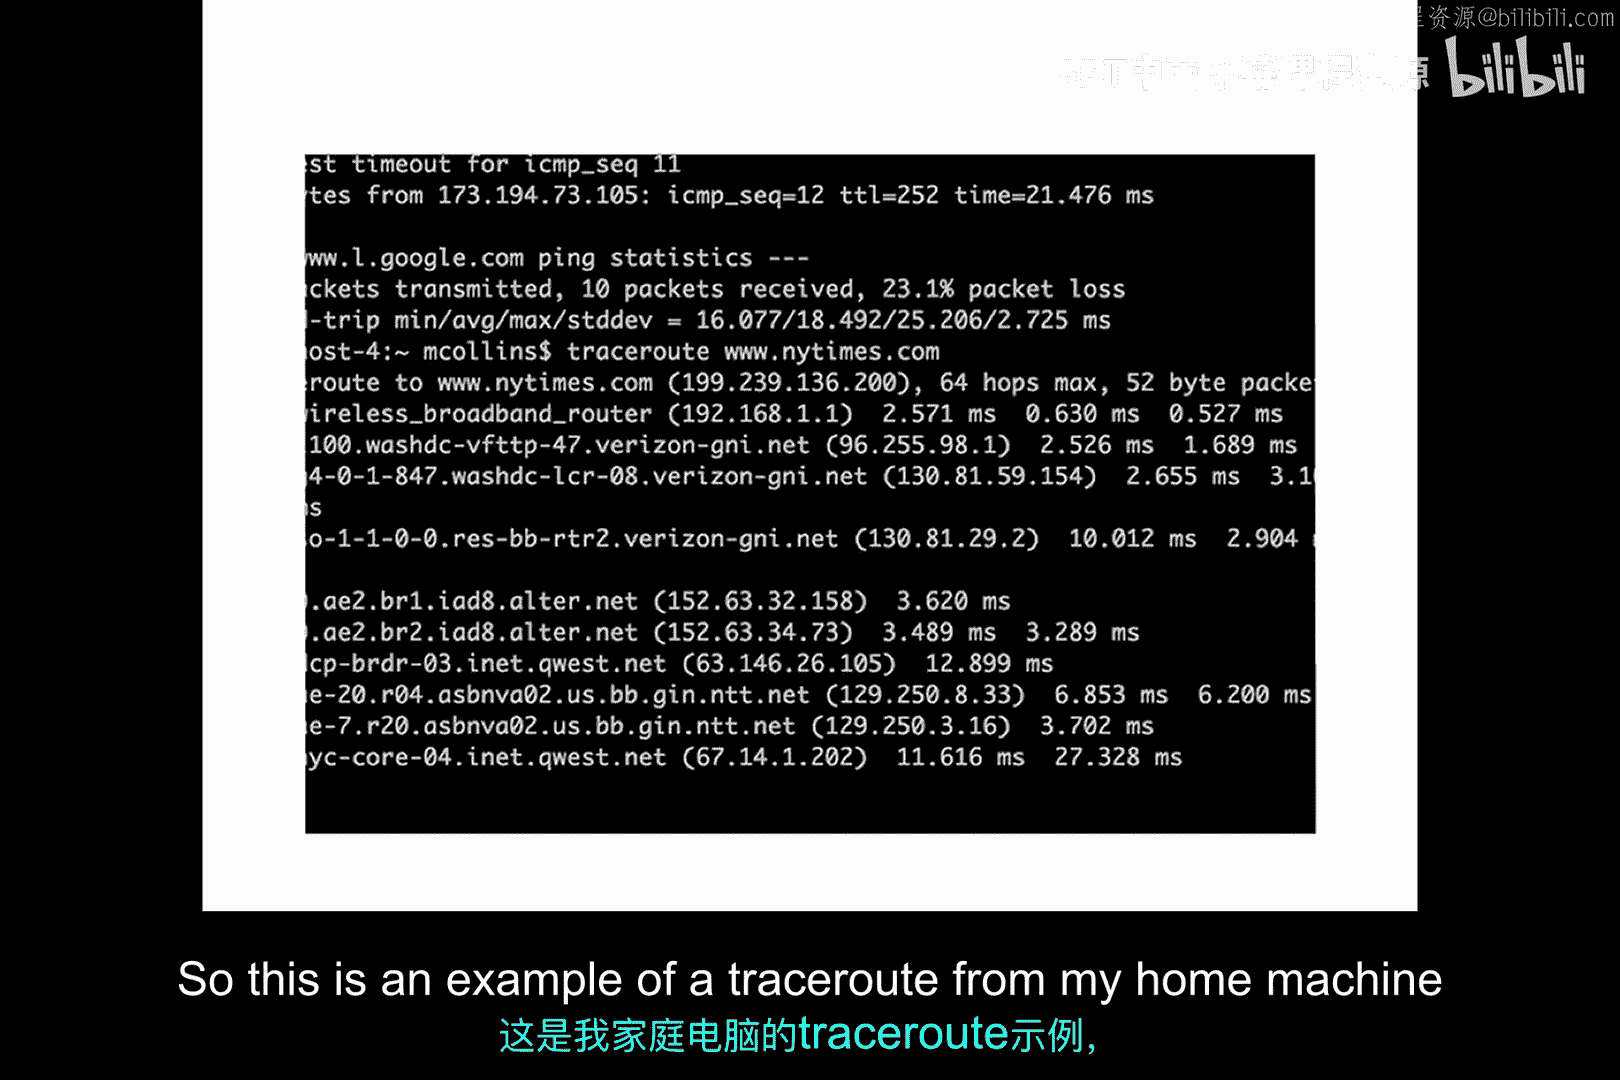 资源@bilibili.com
bilibili
est timeout for icmp_seq 11
tes from 173.194.73.105: icmp_seq=12 ttl=252 time=21.476 ms
ww.l.google.com ping statistics ---
ckets transmitted, 10 packets received, 23.1% packet loss
-trip min/avg/max/stddev = 16.077/18.492/25.206/2.725 ms
ost-4:~ mcollins$ traceroute www.nytimes.com
route to www.nytimes.com (199.239.136.200), 64 hops max, 52 byte packe
ireless_broadband_router (192.168.1.1)  2.571 ms  0.630 ms  0.527 ms
100.washdc-vfttp-47.verizon-gni.net (96.255.98.1)  2.526 ms  1.689 ms
4-0-1-847.washdc-lcr-08.verizon-gni.net (130.81.59.154)  2.655 ms  3.1
s
o-1-1-0-0.res-bb-rtr2.verizon-gni.net (130.81.29.2)  10.012 ms  2.904
.ae2.br1.iad8.alter.net (152.63.32.158)  3.620 ms
.ae2.br2.iad8.alter.net (152.63.34.73)  3.489 ms  3.289 ms
cp-brdr-03.inet.qwest.net (63.146.26.105)  12.899 ms
e-20.r04.asbnva02.us.bb.gin.ntt.net (129.250.8.33)  6.853 ms  6.200 ms
e-7.r20.asbnva02.us.bb.gin.ntt.net (129.250.3.16)  3.702 ms
yc-core-04.inet.qwest.net (67.14.1.202)  11.616 ms  27.328 ms
So this is an example of a traceroute from my home machine
这是我家庭电脑的traceroute示例，